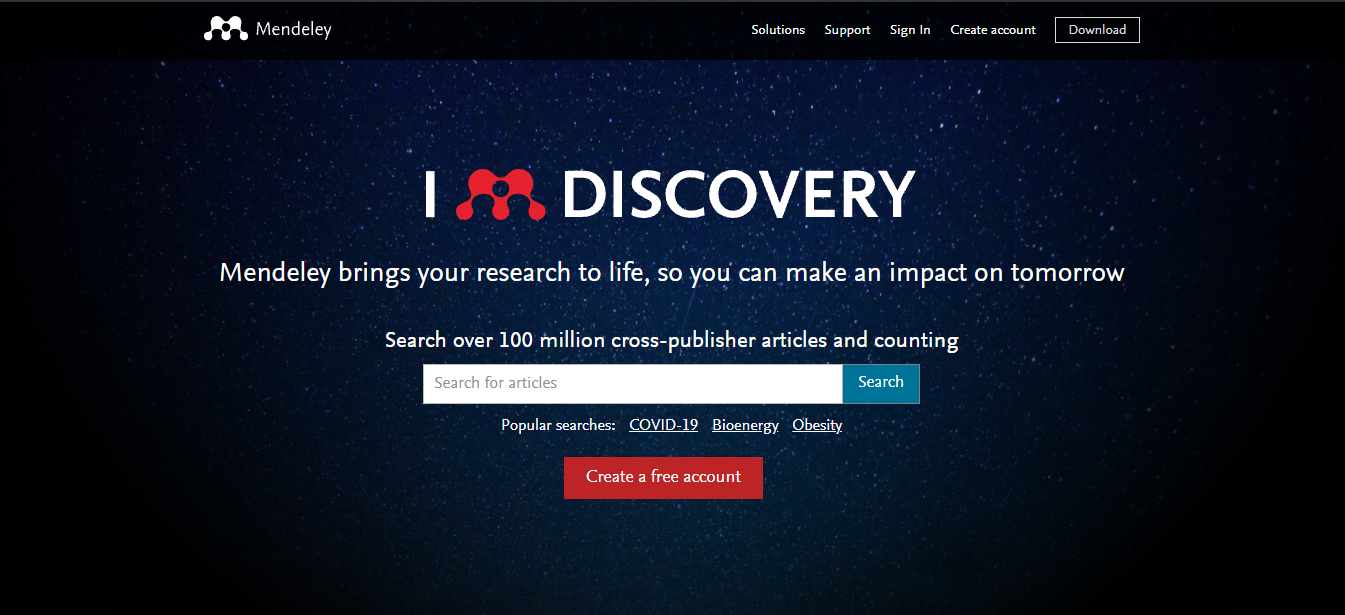 Mendeley
Solutions Support Sign In Create account Download
I DISCOVERY
Mendeley brings your research to life, so you can make an impact on tomorrow
Search over 100 million cross-publisher articles and counting
Search for articles Search
Popular searches: COVID-19 Bioenergy Obesity
Create a free account